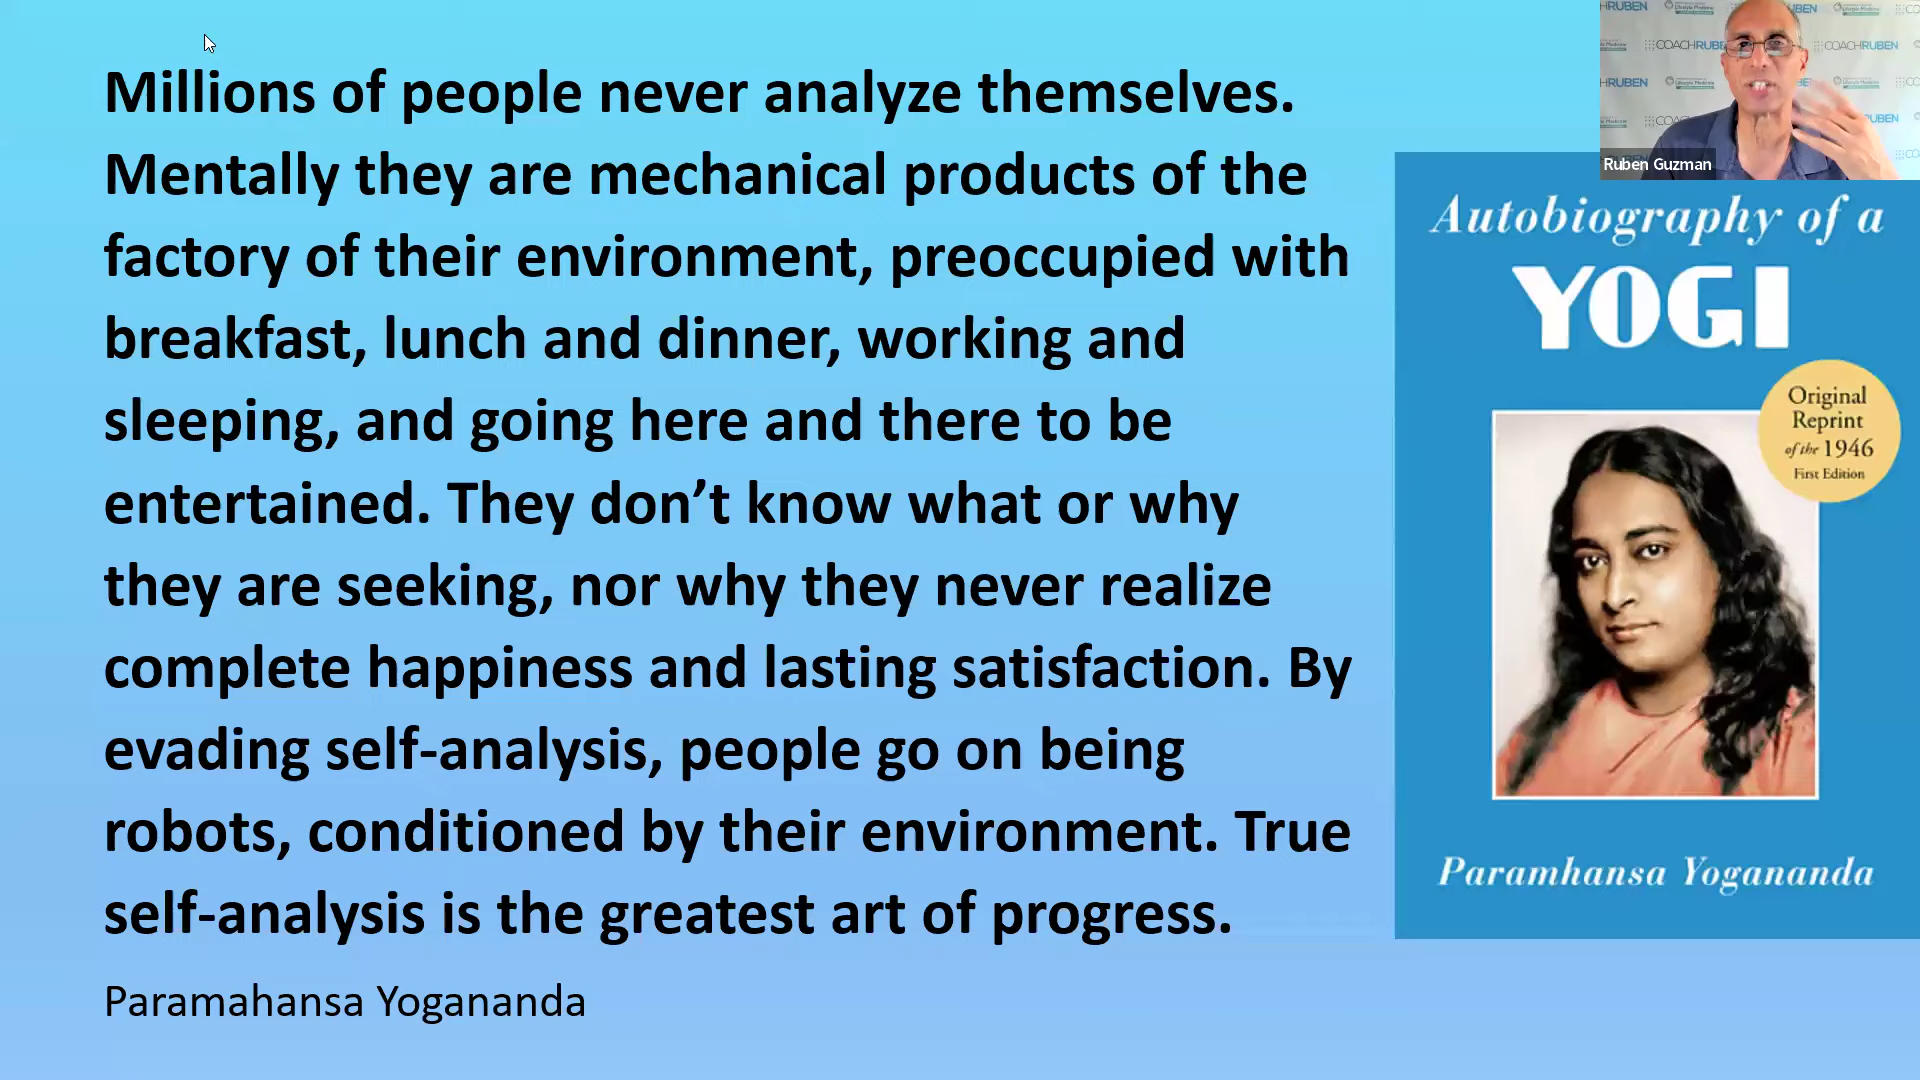 Millions of people never analyze themselves.
Mentally they are mechanical products of the
factory of their environment, preoccupied with
breakfast, lunch and dinner, working and
sleeping, and going here and there to be
entertained. They don’t know what or why
they are seeking, nor why they never realize
complete happiness and lasting satisfaction. By
evading self-analysis, people go on being
robots, conditioned by their environment. True
self-analysis is the greatest art of progress.
Paramahansa Yogananda
COACHRUBEN
COACHRUBEN
Ruben Guzman
Autobiography of a
YOGI
Original
Reprint
of the 1946
First Edition
Paramhansa Yogananda